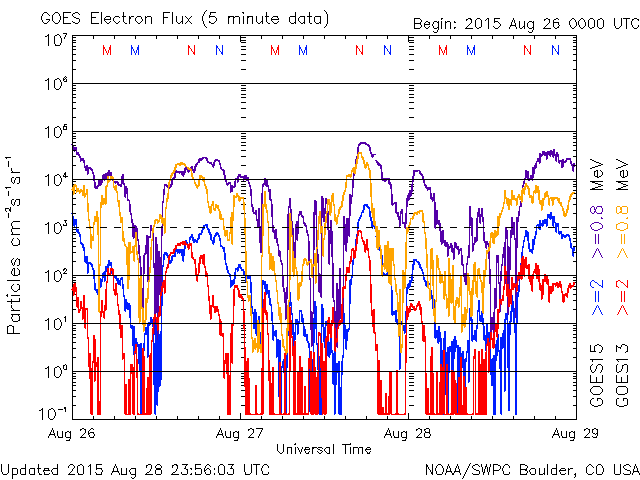 GOES Electron Flux (5 minute data)
Begin: 2015 Aug 26 0000 UTC
10⁷
M M N N M M N N M M N N
10⁶
10⁵
10⁴
10³
10²
10¹
10⁰
10⁻¹
Particles cm⁻²s⁻¹sr⁻¹
GOES15 >=2 >=0.8 MeV
GOES13 >=2 >=0.8 MeV
Aug 26 Aug 27 Aug 28 Aug 29
Universal Time
Updated 2015 Aug 28 23:56:03 UTC
NOAA/SWPC Boulder, CO USA